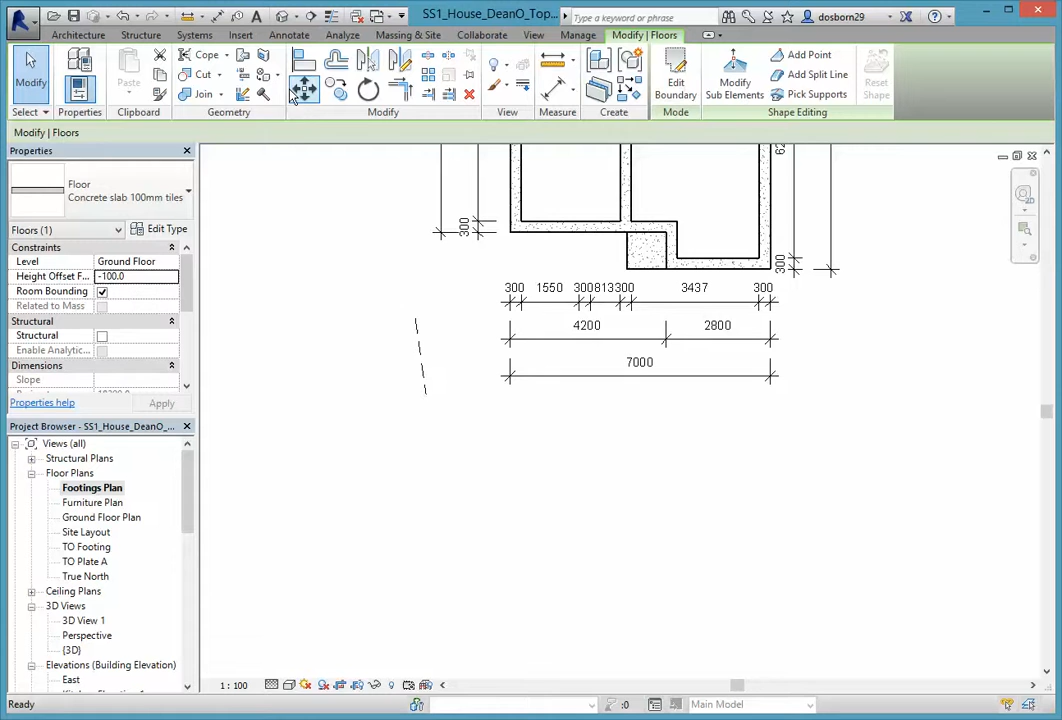 SS1_House_DeanO_Top...
Type a keyword or phrase
dosborn29
Architecture Structure Systems Insert Annotate Analyze Massing & Site Collaborate View Manage Modify | Floors
Modify
Paste
Cope
Cut
Join
Edit
Boundary
Modify
Sub Elements
Add Point
Add Split Line
Pick Supports
Reset
Shape
Select Properties Clipboard Geometry Modify View Measure Create Mode Shape Editing
Modify | Floors
Properties
Floor
Concrete slab 100mm tiles
Floors (1)
Edit Type
Constraints
Level Ground Floor
Height Offset F... -100.0
Room Bounding
Related to Mass
Structural
Structural
Enable Analytic...
Dimensions
Slope
Properties help
Apply
Project Browser - SS1_House_DeanO_...
Views (all)
Structural Plans
Floor Plans
Footings Plan
Furniture Plan
Ground Floor Plan
Site Layout
TO Footing
TO Plate A
True North
Ceiling Plans
3D Views
3D View 1
Perspective
{3D}
Elevations (Building Elevation)
East
300
300
300 1550 300 813 300 3437 300
4200 2800
7000
1 : 100
Ready
:0
Main Model